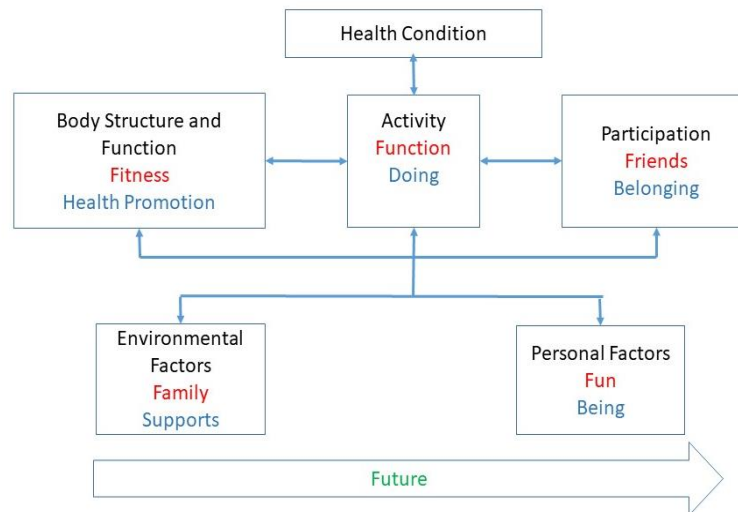 Health Condition
Body Structure and
Function
Fitness
Health Promotion
Activity
Function
Doing
Participation
Friends
Belonging
Environmental
Factors
Family
Supports
Personal Factors
Fun
Being
Future